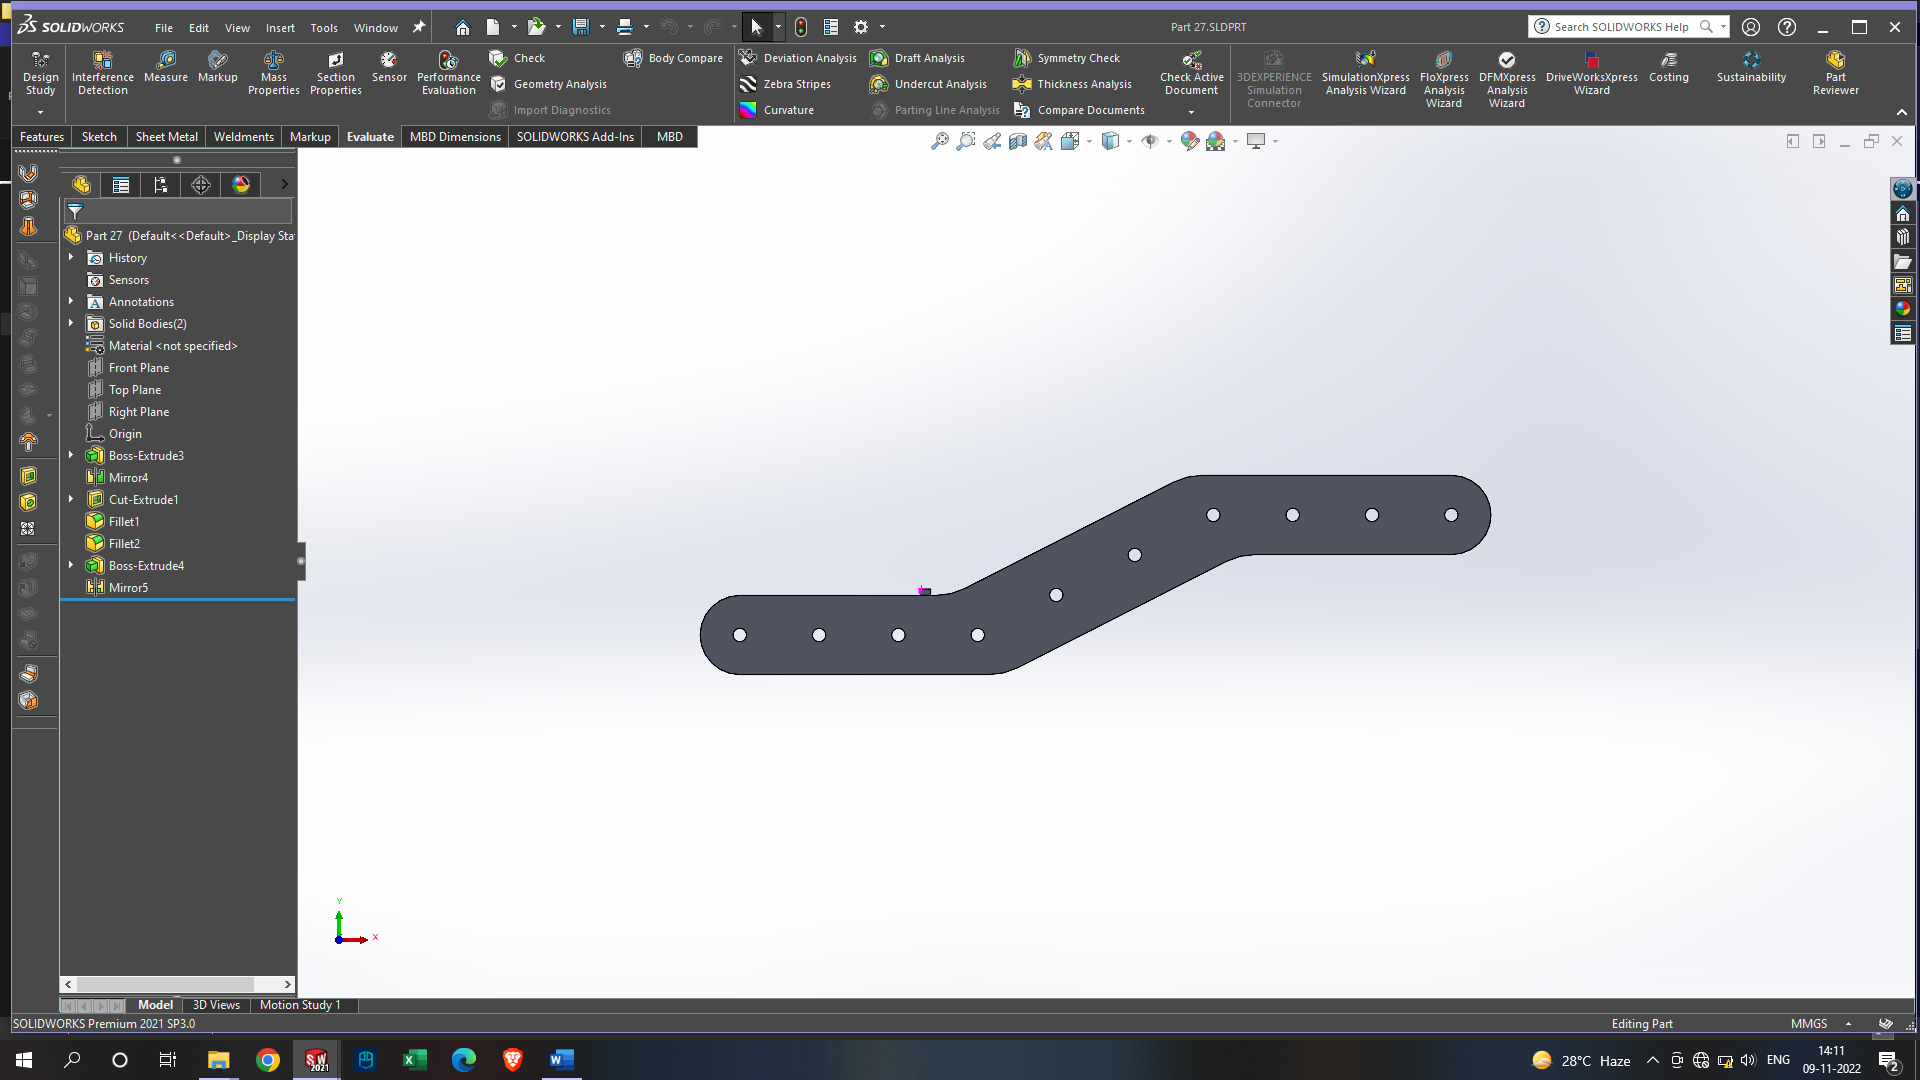 SOLIDWORKS File Edit View Insert Tools Window Part 27.SLDPRT Search SOLIDWORKS Help
Design Study
Interference Detection
Measure
Markup
Mass Properties
Section Properties
Sensor
Performance Evaluation
Check
Geometry Analysis
Import Diagnostics
Body Compare
Deviation Analysis
Zebra Stripes
Curvature
Draft Analysis
Undercut Analysis
Parting Line Analysis
Symmetry Check
Thickness Analysis
Compare Documents
Check Active Document
3DEXPERIENCE Simulation Connector
SimulationXpress Analysis Wizard
FloXpress Analysis Wizard
DFMXpress Analysis Wizard
DriveWorksXpress Wizard
Costing
Sustainability
Part Reviewer
Features Sketch Sheet Metal Weldments Markup Evaluate MBD Dimensions SOLIDWORKS Add-Ins MBD
Part 27 (Default<<Default>_Display Sta
History
Sensors
Annotations
Solid Bodies(2)
Material <not specified>
Front Plane
Top Plane
Right Plane
Origin
Boss-Extrude3
Mirror4
Cut-Extrude1
Fillet1
Fillet2
Boss-Extrude4
Mirror5
Y
X
Model 3D Views Motion Study 1
SOLIDWORKS Premium 2021 SP3.0 Editing Part MMGS
28°C Haze ENG 14:11
09-11-2022
2